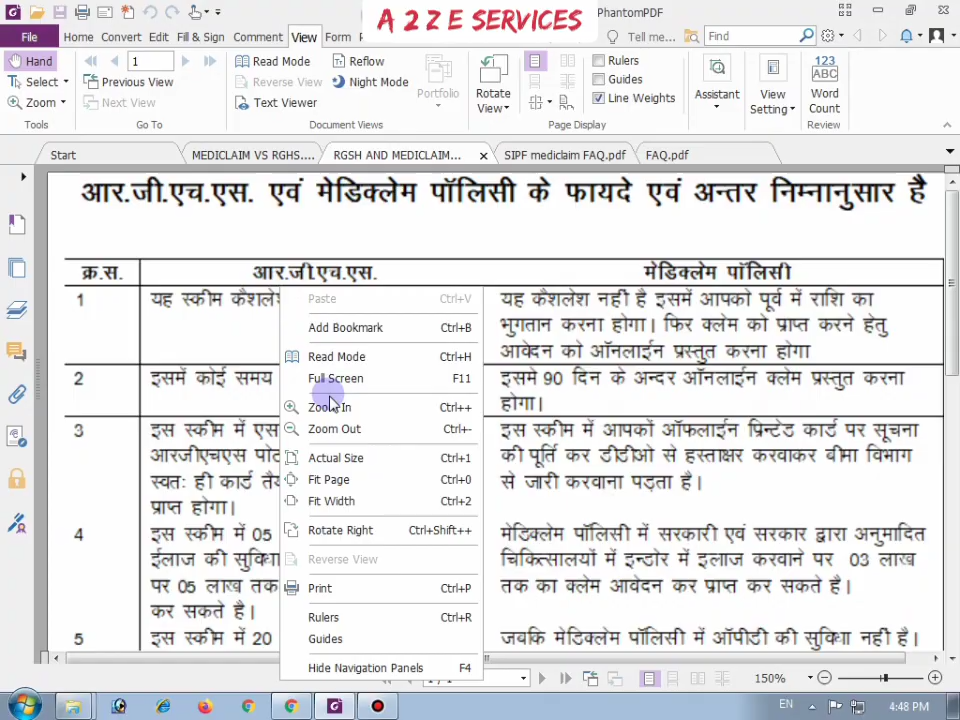 A 2 Z E SERVICES
PhantomPDF
File Home Convert Edit Fill & Sign Comment View Form
Tell me... Find
Hand
Select
Zoom
Tools
1
Previous View
Next View
Go To
Read Mode
Reverse View
Text Viewer
Reflow
Night Mode
Document Views
Portfolio
Rotate
View
Rulers
Guides
Line Weights
Page Display
Assistant
View
Setting
123
ABC
Word
Count
Review
Start
MEDICLAIM VS RGHS....
RGSH AND MEDICLAIM...
SIPF mediclaim FAQ.pdf
FAQ.pdf
आर.जी.एच.एस. एवं मेडिक्लेम पॉलिसी के फायदे एवं अन्तर निम्नानुसार है
क्र.स. आर.जी.एच.एस. मेडिक्लेम पॉलिसी
1 यह स्कीम कैशलेश यह कैशलेश नहीं है इसमें आपको पूर्व में राशि का
भुगतान करना होगा। फिर क्लेम को प्राप्त करने हेतु
आवेदन को ऑनलाईन प्रस्तुत करना होगा
2 इसमें कोई समय इसमे 90 दिन के अन्दर ऑनलाईन क्लेम प्रस्तुत करना
होगा।
3 इस स्कीम में एस इस स्कीम में आपकों ऑफलाईन प्रिन्टेड कार्ड पर सूचना
आरजीएचएस पोट की पूर्ति कर डीडीओ से हस्ताक्षर करवाकर बीमा विभाग
स्वतः ही कार्ड तै से जारी करवाना पड़ता है।
प्राप्त होगा।
4 इस स्कीम में 05 मेडिक्लेम पॉलिसी में सरकारी एवं सरकार द्वारा अनुमादित
ईलाज की सुविधा चिकित्सालयों में इन्डोर में इलाज करवाने पर 03 लाख
पर 05 लाख तक तक का क्लेम आवेदन कर प्राप्त कर सकते है।
कर सकते है।
5 इस स्कीम में 20 जबकि मेडिक्लेम पॉलिसी में ओपीटी की सुविधा नहीं है।
Paste Ctrl+V
Add Bookmark Ctrl+B
Read Mode Ctrl+H
Full Screen F11
Zoom In Ctrl++
Zoom Out Ctrl+-
Actual Size Ctrl+1
Fit Page Ctrl+0
Fit Width Ctrl+2
Rotate Right Ctrl+Shift++
Reverse View
Print Ctrl+P
Rulers Ctrl+R
Guides
Hide Navigation Panels F4
150%
EN 4:48 PM